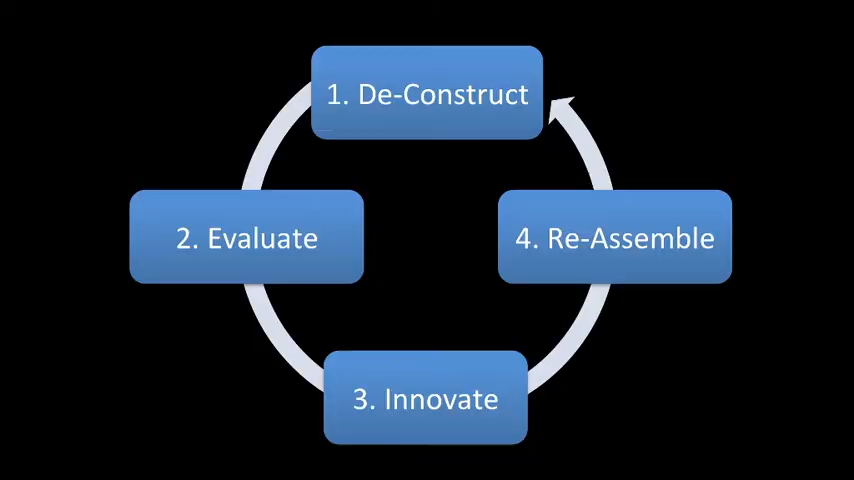 1. De-Construct
2. Evaluate
4. Re-Assemble
3. Innovate